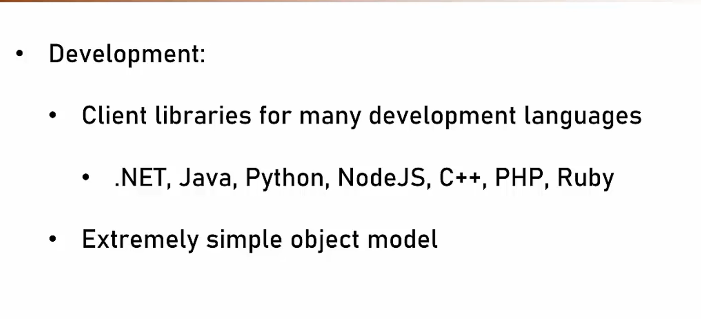 • Development:
• Client libraries for many development languages
• .NET, Java, Python, NodeJS, C++, PHP, Ruby
• Extremely simple object model